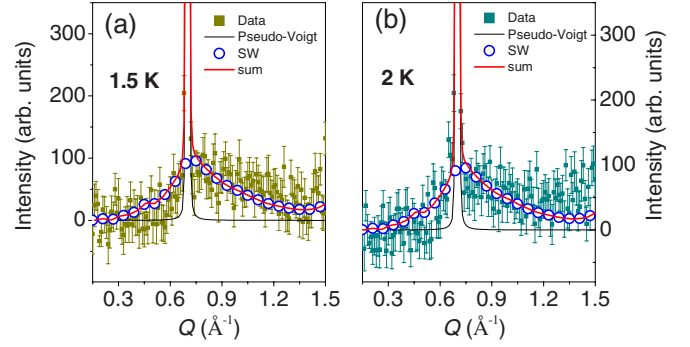 (a)
Data
Pseudo-Voigt
SW
sum
1.5 K
300
200
100
0
Intensity (arb. units)
0.3 0.6 0.9 1.2 1.5
Q (Å⁻¹)
(b)
Data
Pseudo-Voigt
SW
sum
2 K
300
200
100
0
Intensity (arb. units)
0.3 0.6 0.9 1.2 1.5
Q (Å⁻¹)